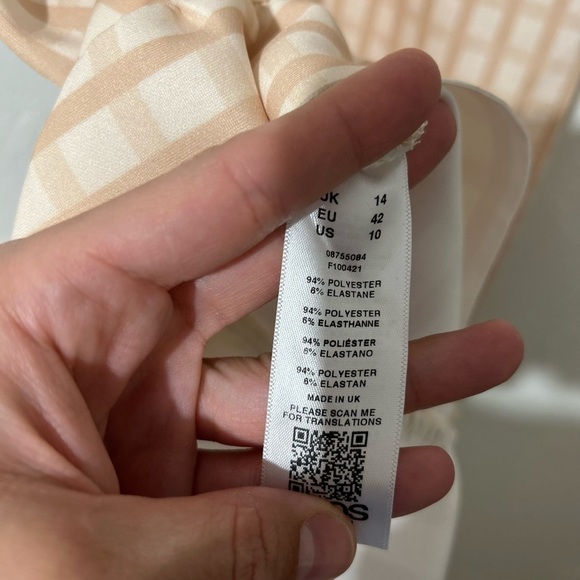 UK 14
EU 42
US 10
08755084
F100421
94% POLYESTER
6% ELASTANE
94% POLYESTER
6% ELASTHANNE
94% POLIÉSTER
6% ELASTANO
94% POLYESTER
6% ELASTAN
MADE IN UK
PLEASE SCAN ME
FOR TRANSLATIONS